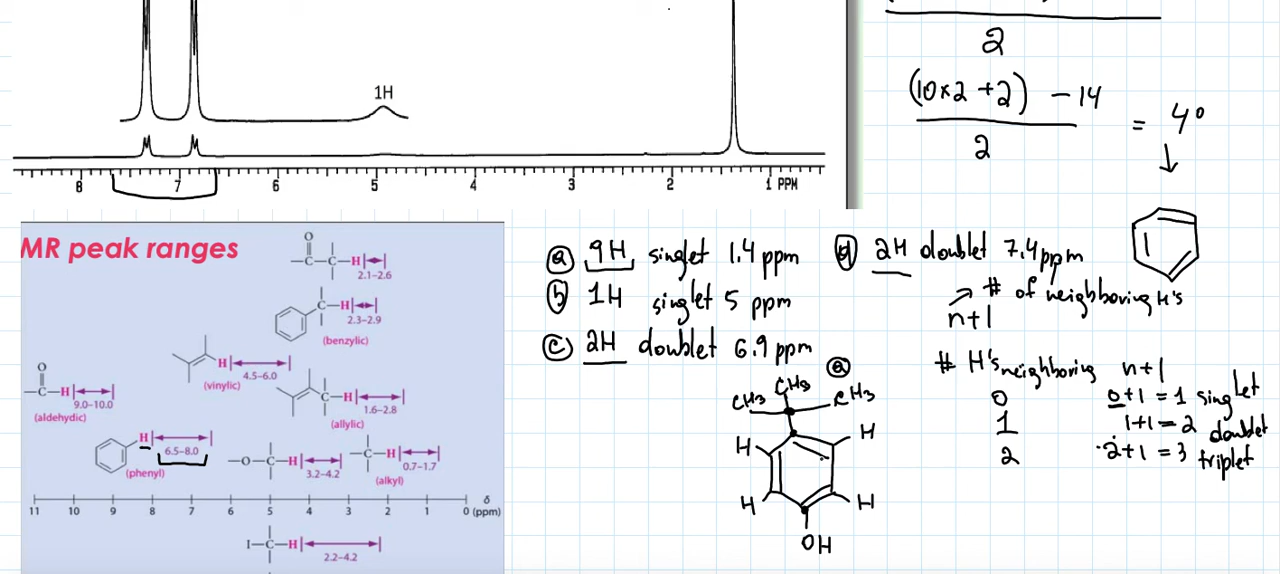 2
(10×2+2) - 14
= 4°
2
1H
8 7 6 5 4 3 2 1 PPM
MR peak ranges
O
-C-C-H
2.1–2.6
C-H
2.3–2.9
(benzylic)
H
4.5–6.0
(vinylic)
O
-C-H
9.0–10.0
(aldehydic)
C-H
1.6–2.8
(allylic)
H
6.5–8.0
(phenyl)
-O-C-H
3.2–4.2
-C-H
0.7–1.7
(alkyl)
δ
11 10 9 8 7 6 5 4 3 2 1 0 (ppm)
I-C-H
2.2–4.2
a 9H singlet 1.4 ppm
b 1H singlet 5 ppm
c 2H doublet 6.9 ppm
d 2H doublet 7.4 ppm
# of neighboring H's
n+1
# H's neighboring n+1
0 0+1 = 1 singlet
1 1+1 = 2 doublet
2 2+1 = 3 triplet
a
CH3
CH3 CH3
H H
H H
OH